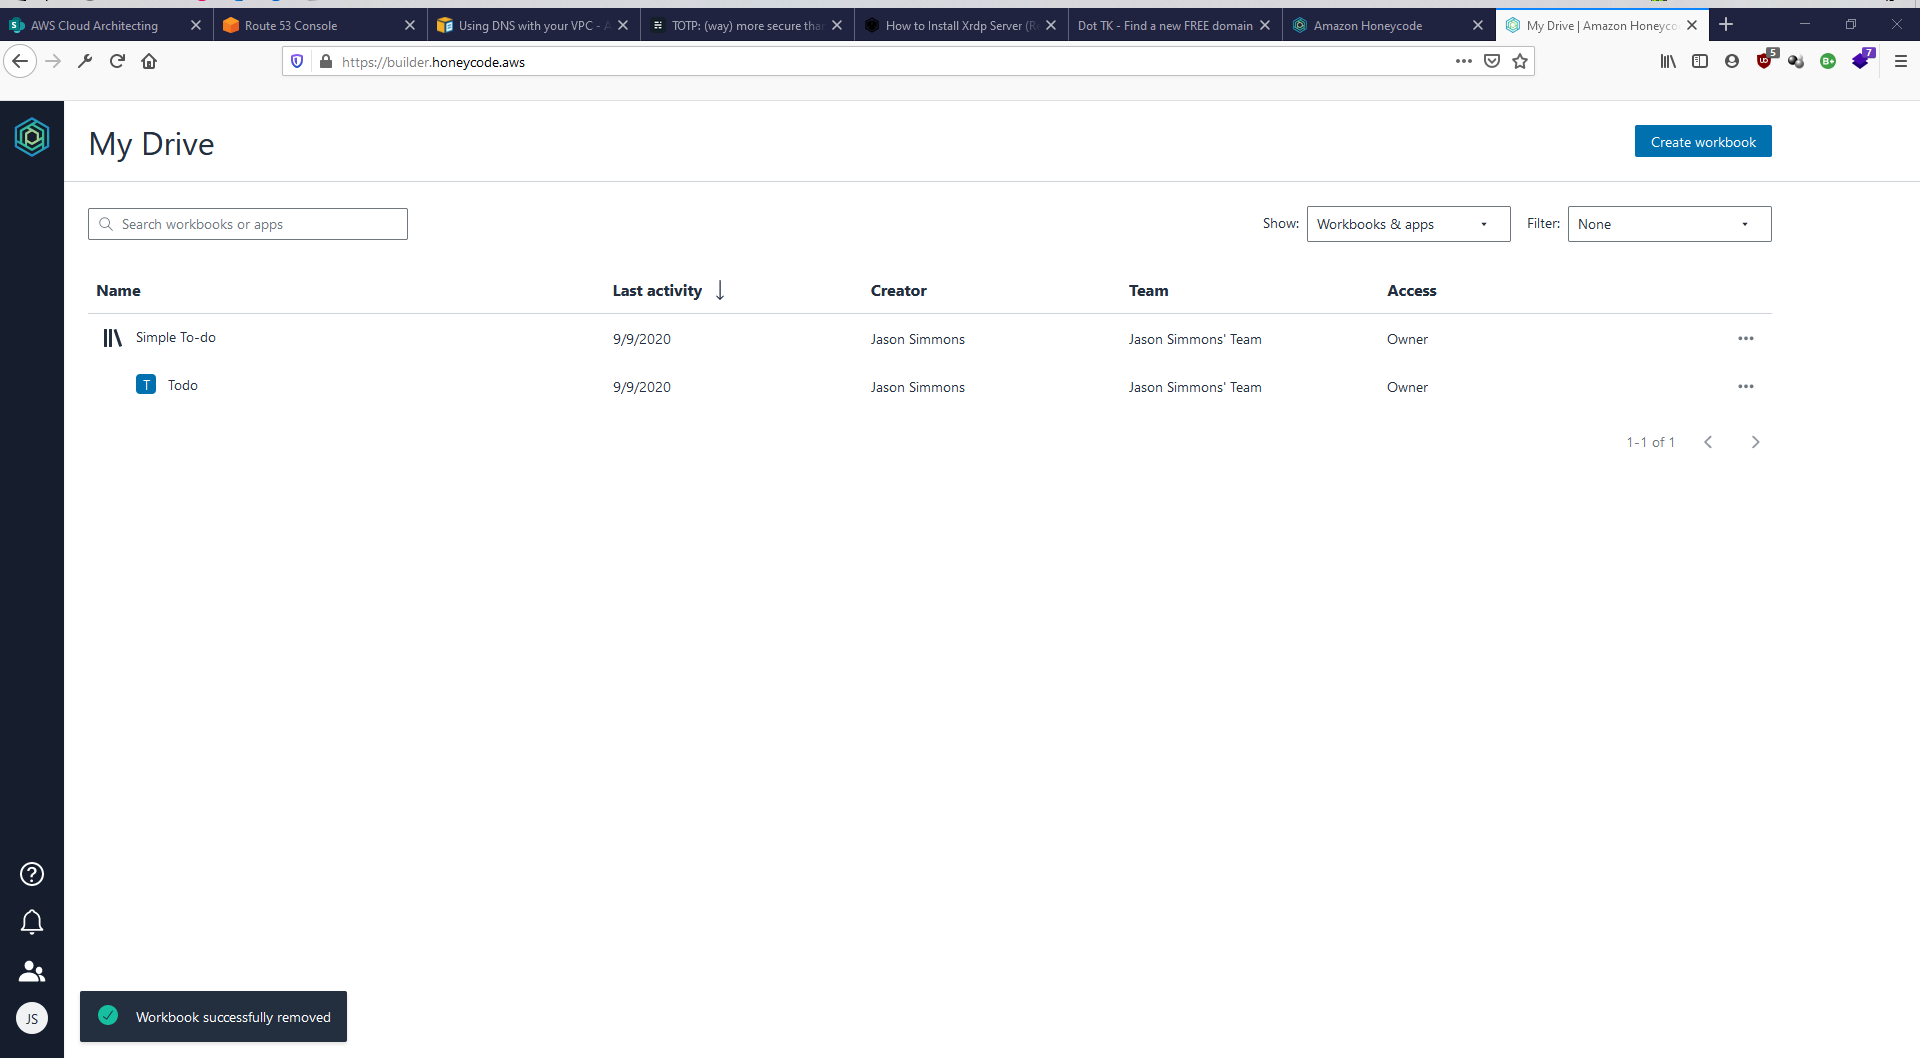 AWS Cloud Architecting
Route 53 Console
Using DNS with your VPC - A
TOTP: (way) more secure than
How to Install Xrdp Server (Re
Dot TK - Find a new FREE domain
Amazon Honeycode
My Drive | Amazon Honeyco
https://builder.honeycode.aws
5
7
My Drive
Create workbook
Search workbooks or apps
Show:
Workbooks & apps
Filter:
None
Name
Last activity
Creator
Team
Access
Simple To-do
9/9/2020
Jason Simmons
Jason Simmons' Team
Owner
T
Todo
9/9/2020
Jason Simmons
Jason Simmons' Team
Owner
1-1 of 1
JS
Workbook successfully removed